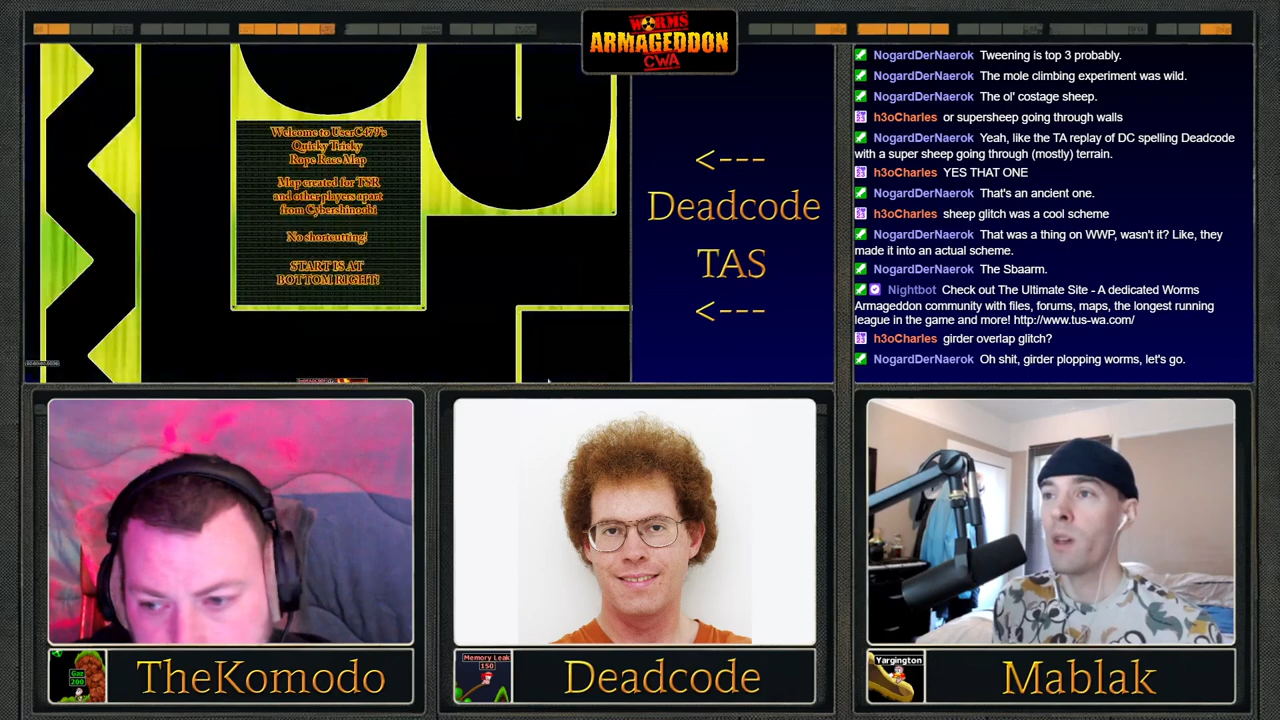 WORMS
ARMAGEDDON
CWA
Welcome to UserC479's
Quicky Tricky
Rope Race Map
Map created for TSR
and other players apart
from Cybershinobi
No shortcutting!
START IS AT
BOTTOM RIGHT!
<---
Deadcode
TAS
<---
NogardDerNaerok Tweening is top 3 probably.
NogardDerNaerok The mole climbing experiment was wild.
NogardDerNaerok The ol' costage sheep.
h3oCharles or supersheep going through terrain
NogardDerNaerok Yeah, like the TA intro of DC spelling Deadcode
with a super sheep going through (mostly) terrain.
h3oCharles YES THAT ONE
NogardDerNaerok That's an ancient one.
h3oCharles sheep glitch was a cool scheme
NogardDerNaerok That was a thing on WWP, wasn't it? Like, they
made it into an actual scheme.
NogardDerNaerok The Sbaarm.
Nightbot Check out The Ultimate Site - A dedicated Worms
Armageddon community with files, forums, maps, the longest running
league in the game and more! http://www.tus-wa.com/
h3oCharles girder overlap glitch?
NogardDerNaerok Oh shit, girder plopping worms, let's go.
Gaz
200
TheKomodo
Memory Leak
150
Deadcode
Yargington
Mablak